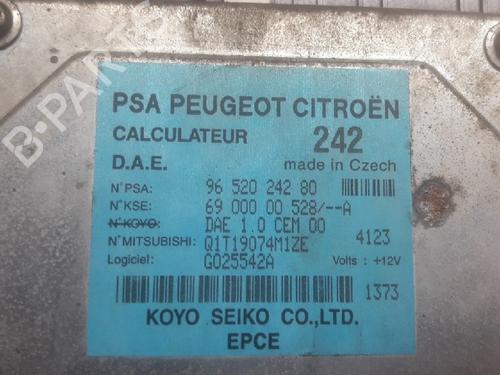 PSA PEUGEOT CITROËN
CALCULATEUR 242
D.A.E. made in Czech
N°PSA: 96 520 242 80
N°KSE: 69 000 00 528/--A
N°KOYO: DAE 1.0 CEM 00
N°MITSUBISHI: Q1T19074M1ZE 4123
Logiciel: G025542A Volts : +12V
1373
KOYO SEIKO CO.,LTD.
EPCE
B-PARTS